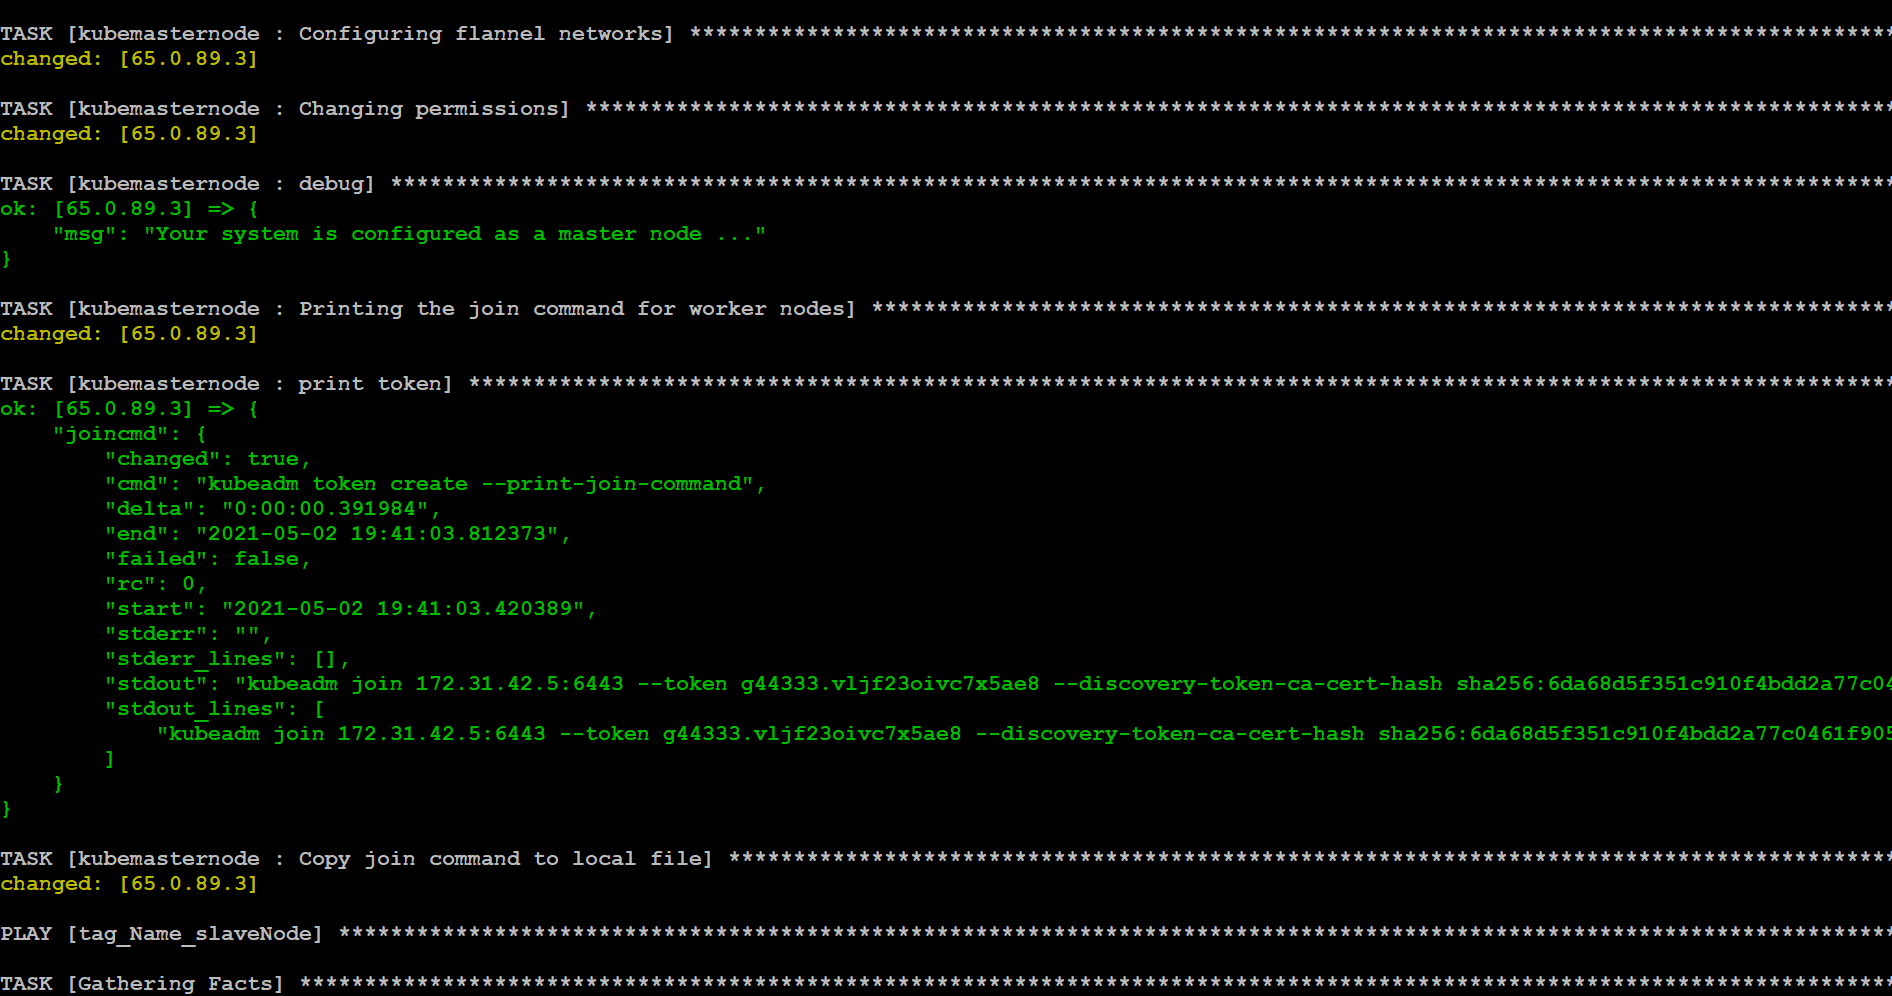 TASK [kubemasternode : Configuring flannel networks] *********************************************************************************************
changed: [65.0.89.3]
TASK [kubemasternode : Changing permissions] *****************************************************************************************************
changed: [65.0.89.3]
TASK [kubemasternode : debug] ********************************************************************************************************************
ok: [65.0.89.3] => {
"msg": "Your system is configured as a master node ..."
}
TASK [kubemasternode : Printing the join command for worker nodes] *******************************************************************************
changed: [65.0.89.3]
TASK [kubemasternode : print token] **************************************************************************************************************
ok: [65.0.89.3] => {
"joincmd": {
"changed": true,
"cmd": "kubeadm token create --print-join-command",
"delta": "0:00:00.391984",
"end": "2021-05-02 19:41:03.812373",
"failed": false,
"rc": 0,
"start": "2021-05-02 19:41:03.420389",
"stderr": "",
"stderr_lines": [],
"stdout": "kubeadm join 172.31.42.5:6443 --token g44333.vljf23oivc7x5ae8 --discovery-token-ca-cert-hash sha256:6da68d5f351c910f4bdd2a77c04
"stdout_lines": [
"kubeadm join 172.31.42.5:6443 --token g44333.vljf23oivc7x5ae8 --discovery-token-ca-cert-hash sha256:6da68d5f351c910f4bdd2a77c0461f905
]
}
}
TASK [kubemasternode : Copy join command to local file] ******************************************************************************************
changed: [65.0.89.3]
PLAY [tag_Name_slaveNode] ************************************************************************************************************************
TASK [Gathering Facts] ***************************************************************************************************************************